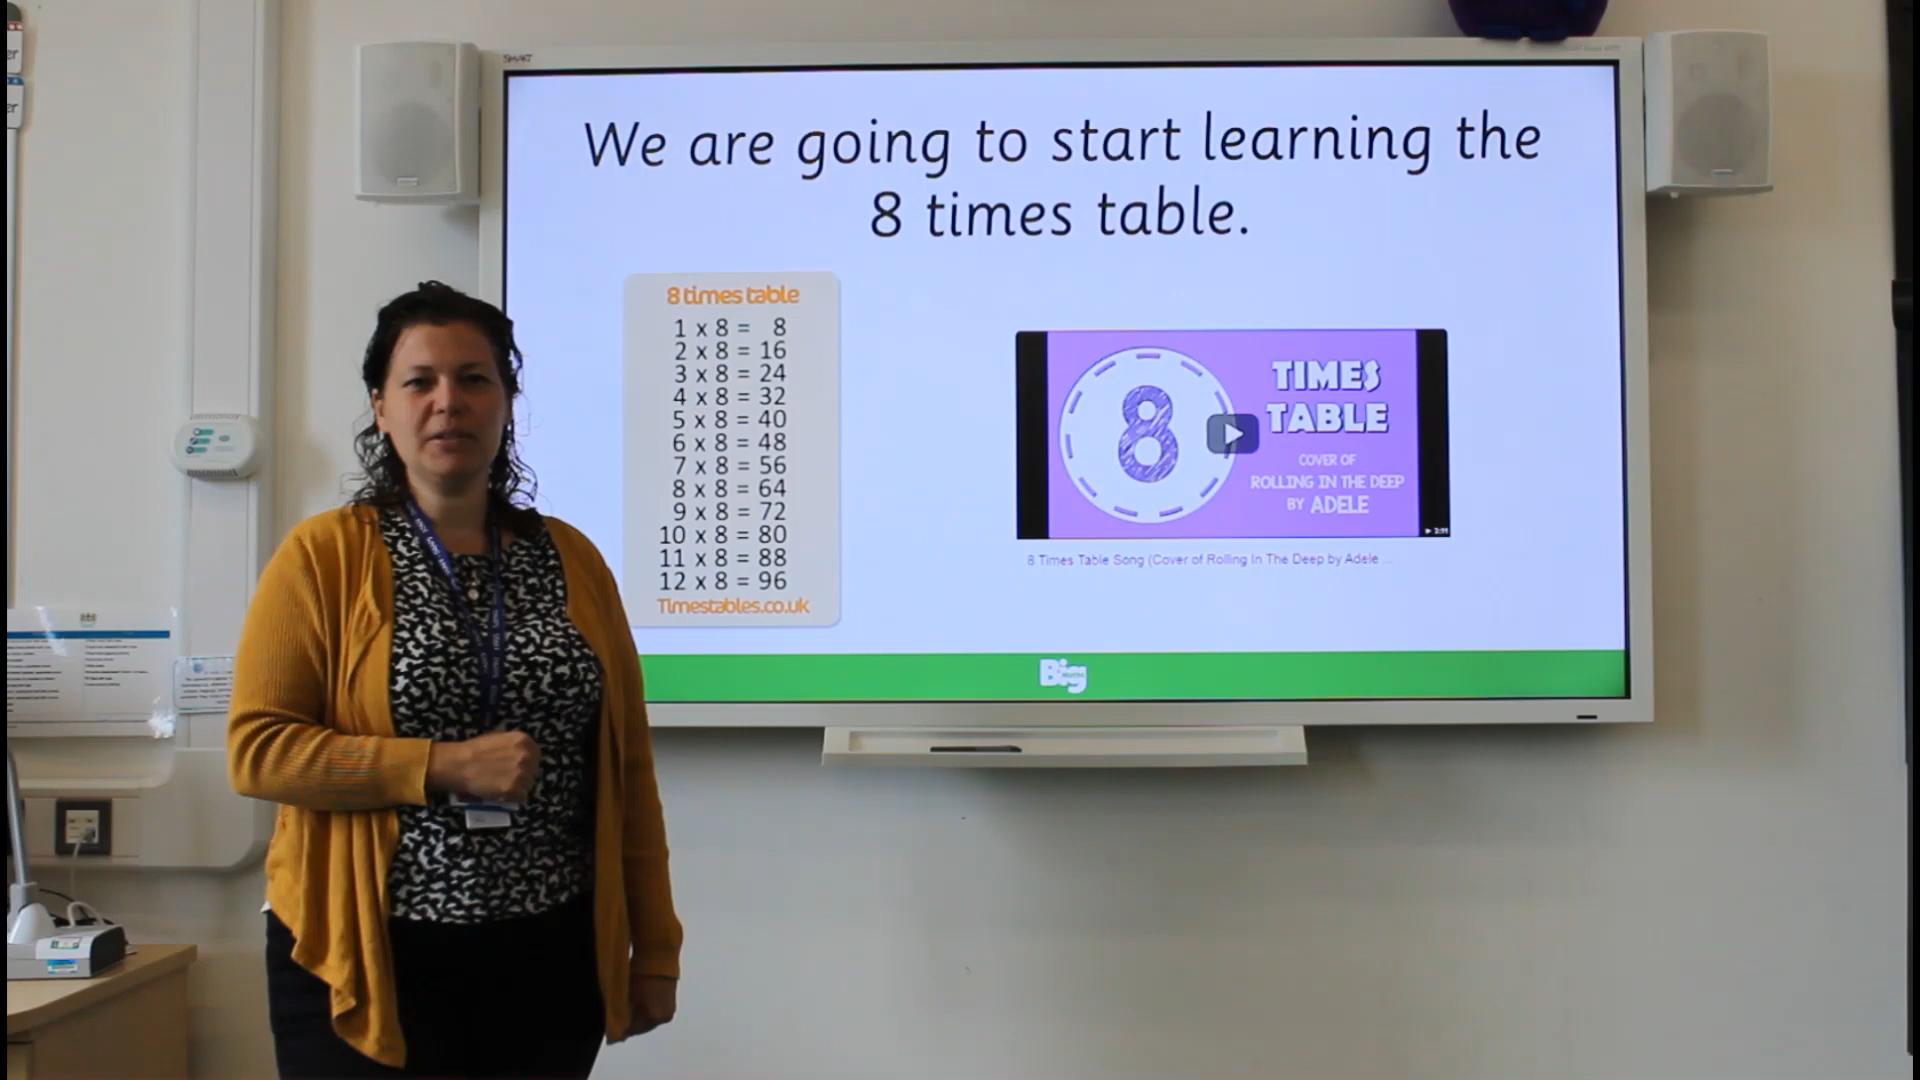 SMART
We are going to start learning the
8 times table.
8 times table
1 x 8 = 8
2 x 8 = 16
3 x 8 = 24
4 x 8 = 32
5 x 8 = 40
6 x 8 = 48
7 x 8 = 56
8 x 8 = 64
9 x 8 = 72
10 x 8 = 80
11 x 8 = 88
12 x 8 = 96
Timestables.co.uk
8
TIMES
TABLE
COVER OF
ROLLING IN THE DEEP
BY ADELE
8 Times Table Song (Cover of Rolling In The Deep by Adele ...
Big
er
er